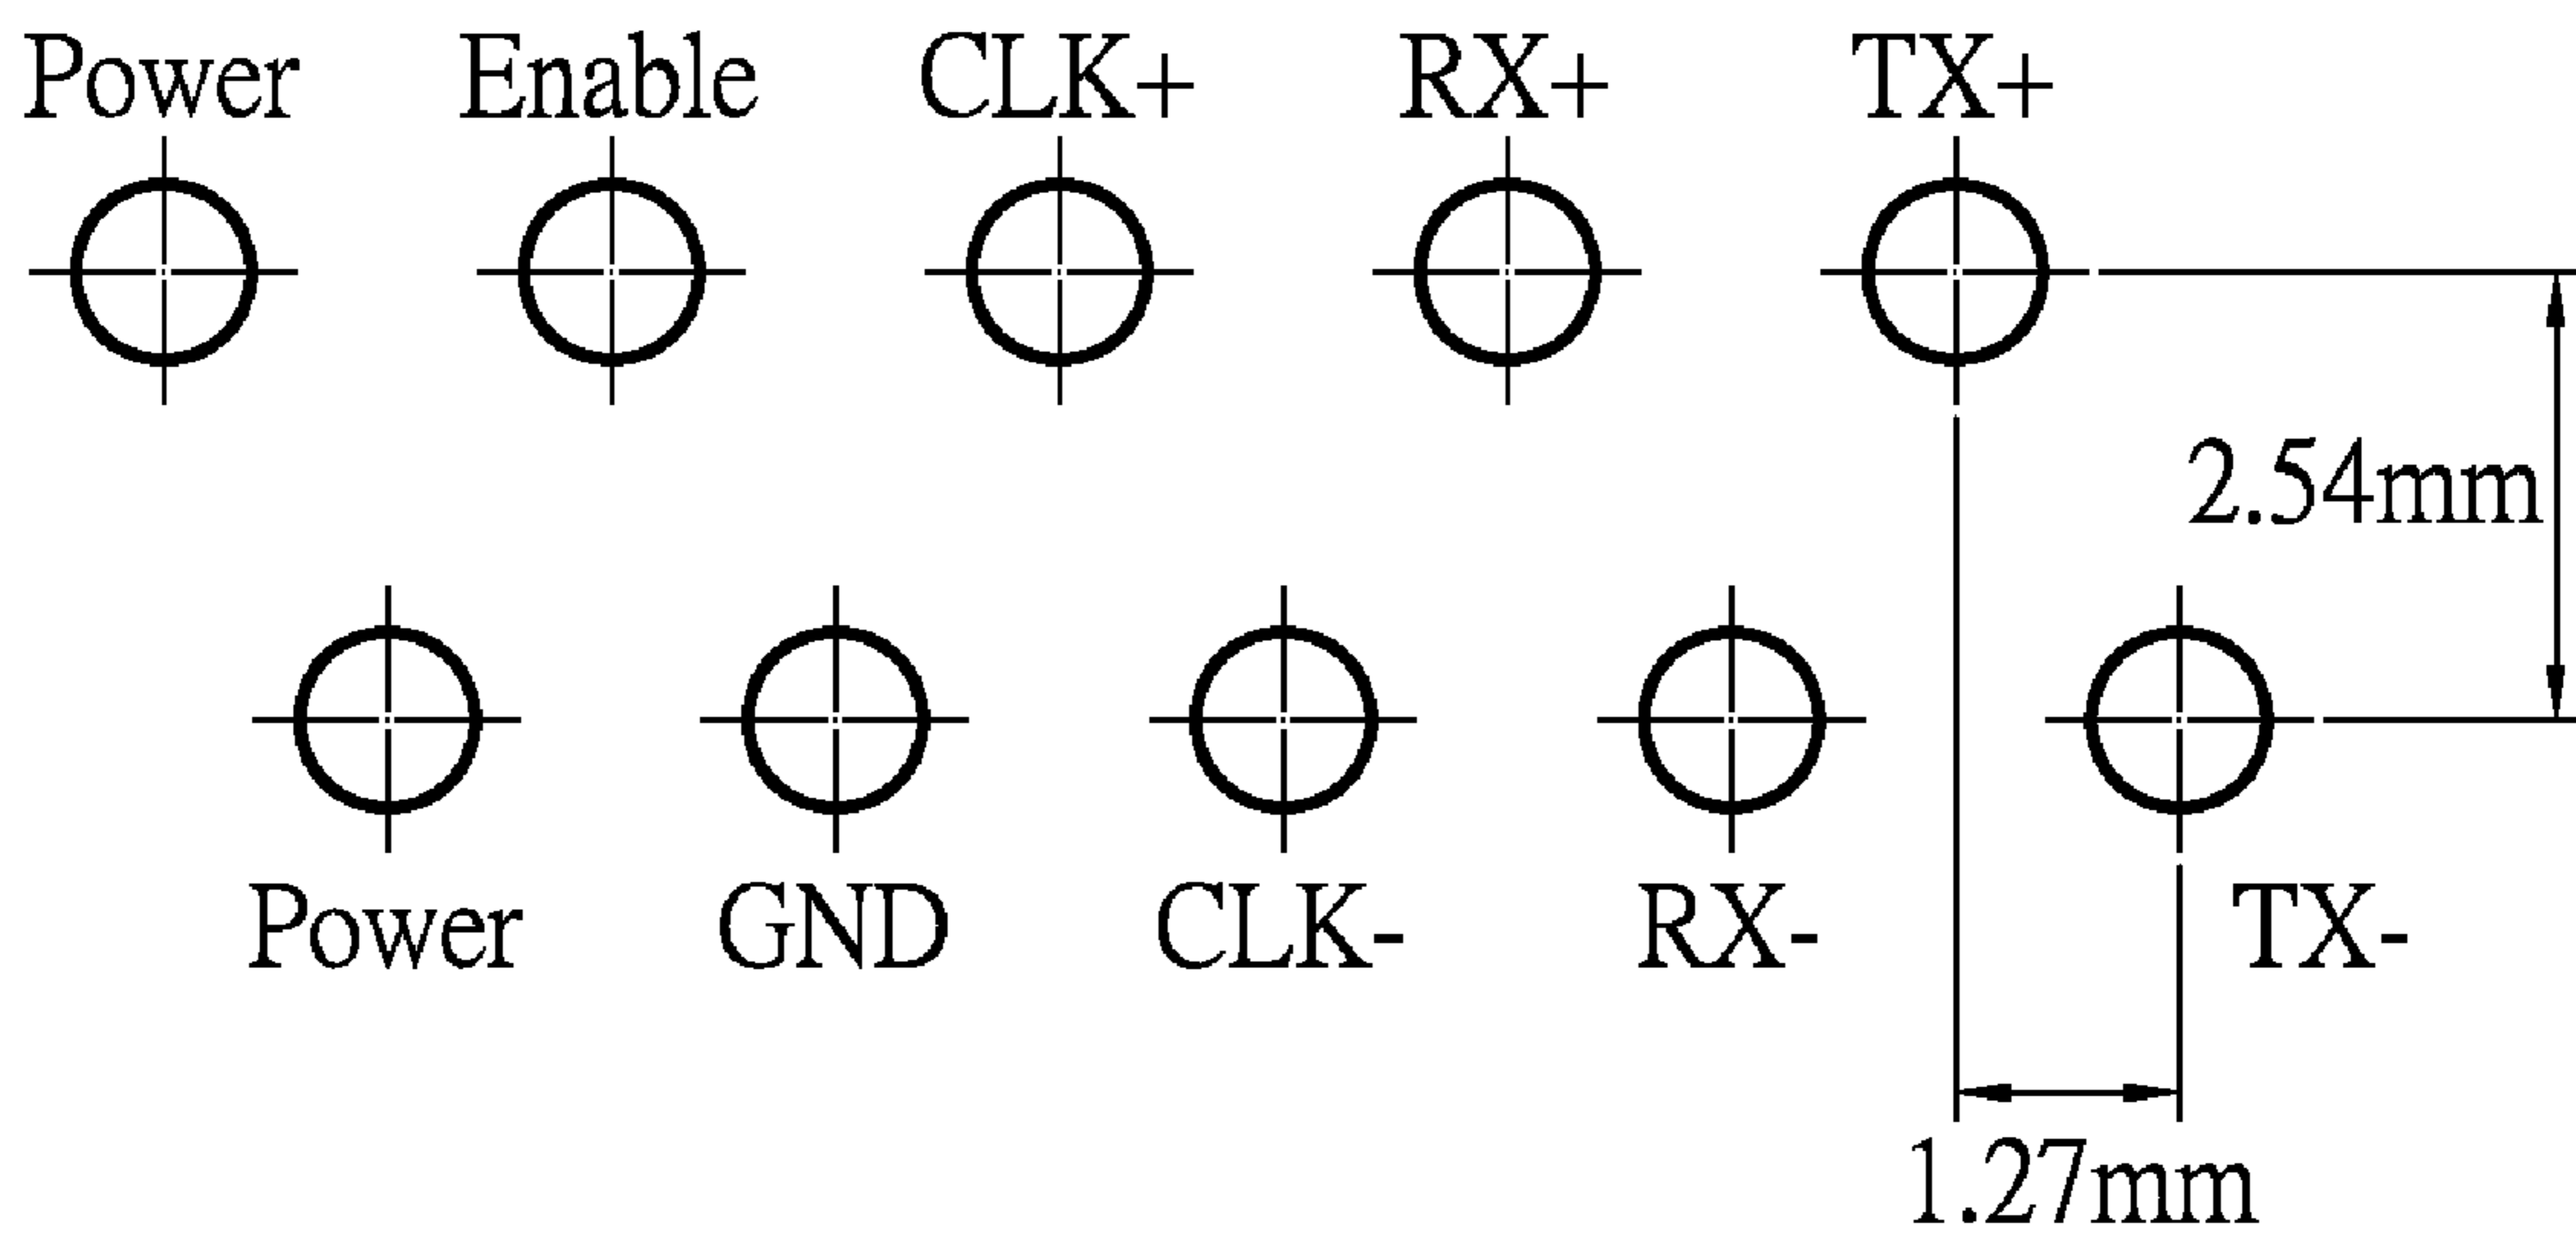 Power Enable CLK+ RX+ TX+
2.54mm
Power GND CLK- RX- TX-
1.27mm